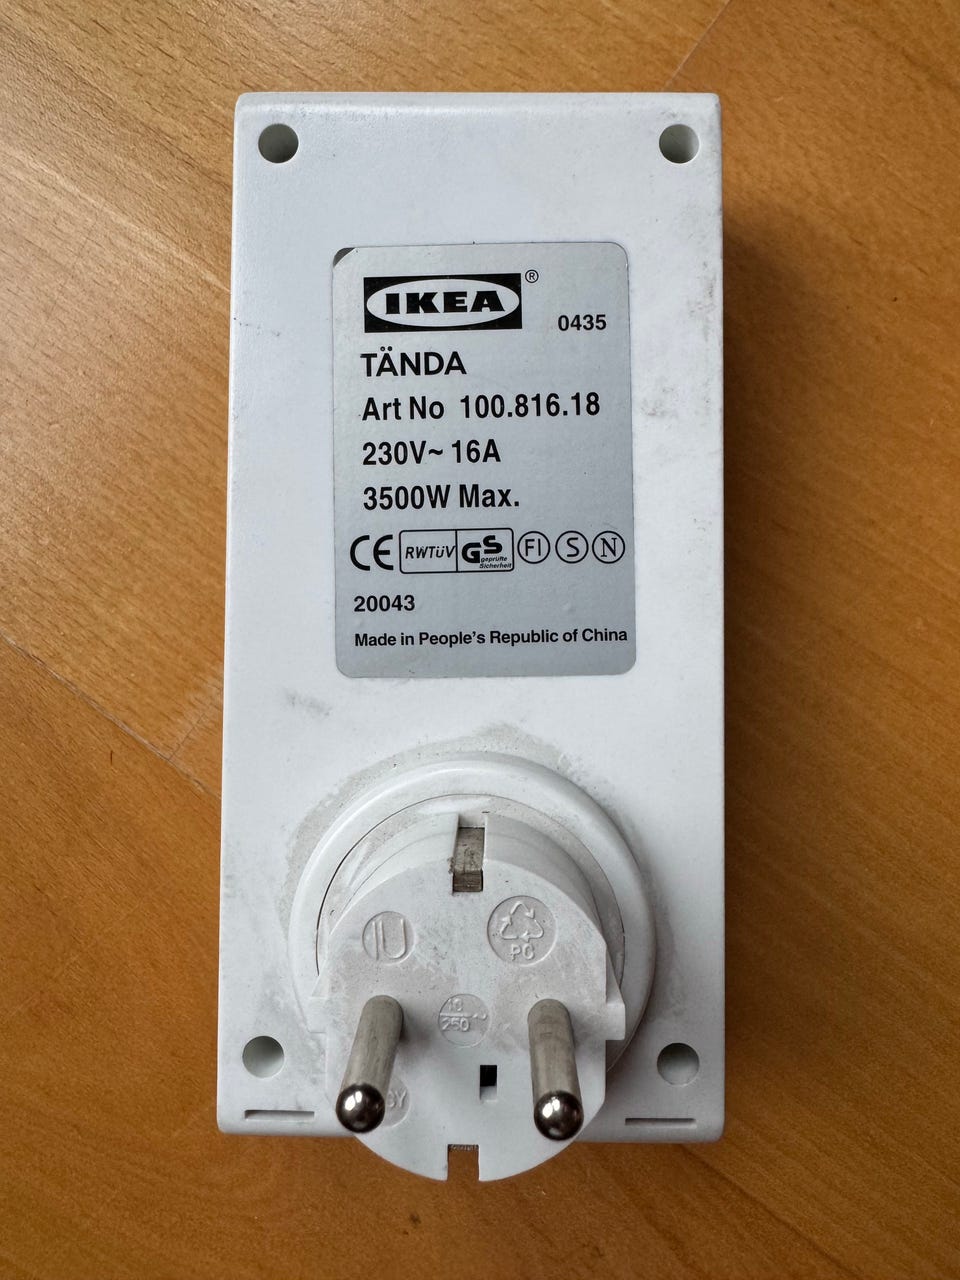 IKEA®
0435
TÄNDA
Art No 100.816.18
230V~ 16A
3500W Max.
CE RWTÜV GS geprüfte Sicherheit FI S N
20043
Made in People's Republic of China
PC
250~